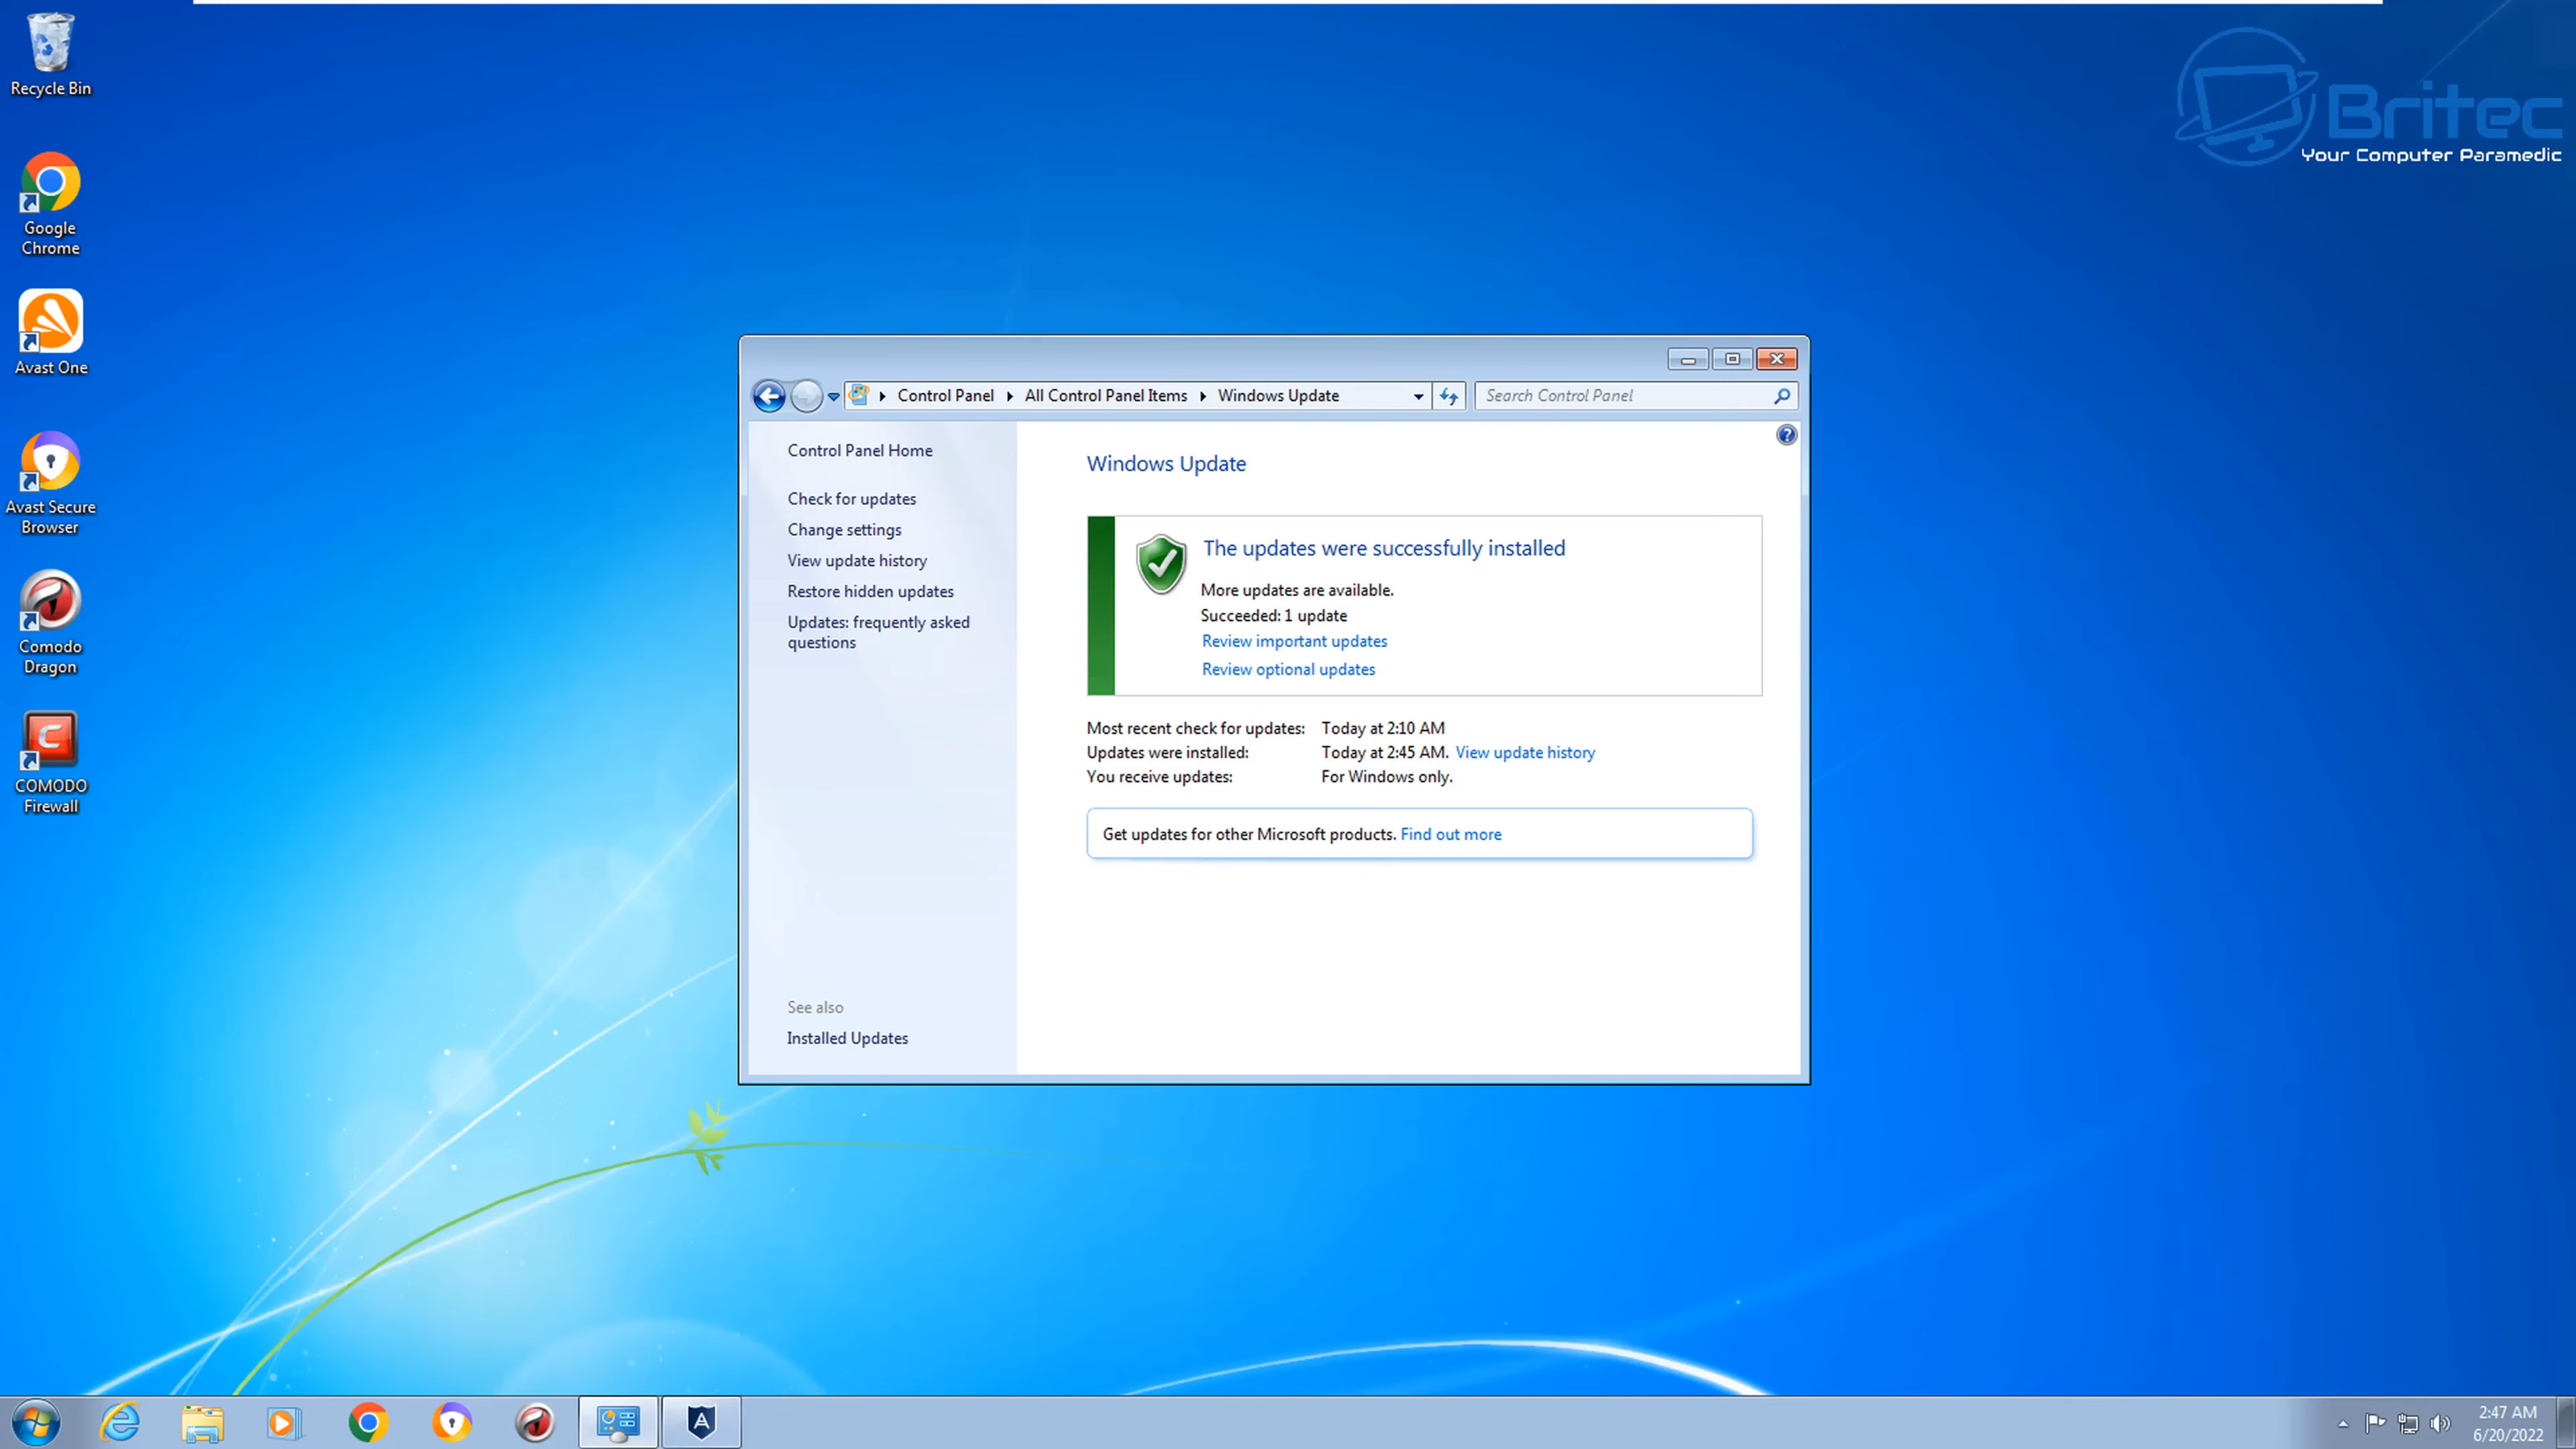 Recycle Bin
Google
Chrome
Avast One
Avast Secure
Browser
Comodo
Dragon
COMODO
Firewall
Britec
Your Computer Paramedic
Control Panel
All Control Panel Items
Windows Update
Search Control Panel
Control Panel Home
Check for updates
Change settings
View update history
Restore hidden updates
Updates: frequently asked
questions
See also
Installed Updates
Windows Update
The updates were successfully installed
More updates are available.
Succeeded: 1 update
Review important updates
Review optional updates
Most recent check for updates: Today at 2:10 AM
Updates were installed: Today at 2:45 AM. View update history
You receive updates: For Windows only.
Get updates for other Microsoft products. Find out more
2:47 AM
6/20/2022